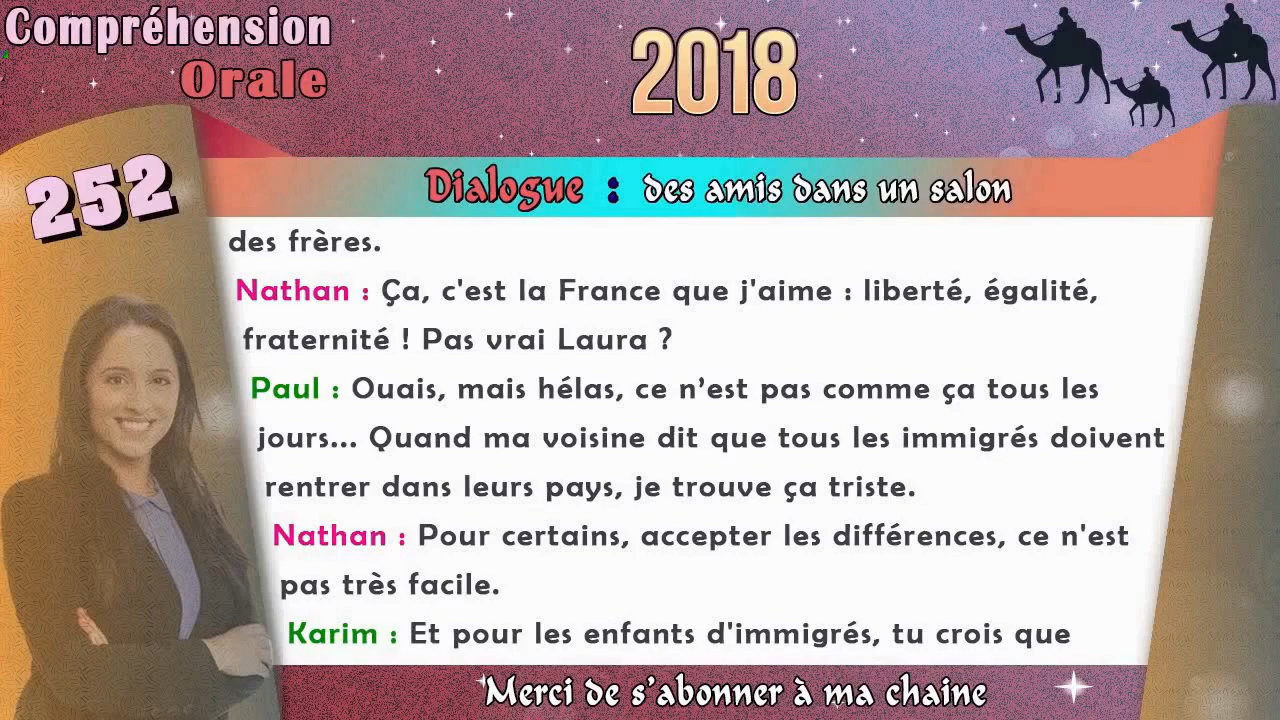 Compréhension
Orale
2018
252
Dialogue : des amis dans un salon
des frères.
Nathan : Ça, c'est la France que j'aime : liberté, égalité,
fraternité ! Pas vrai Laura ?
Paul : Ouais, mais hélas, ce n’est pas comme ça tous les
jours... Quand ma voisine dit que tous les immigrés doivent
rentrer dans leurs pays, je trouve ça triste.
Nathan : Pour certains, accepter les différences, ce n'est
pas très facile.
Karim : Et pour les enfants d'immigrés, tu crois que
Merci de s’abonner à ma chaine